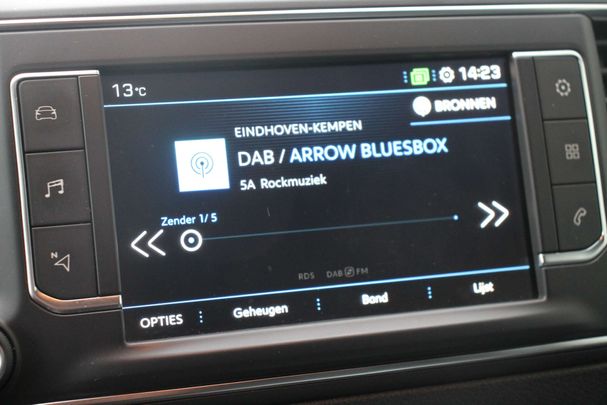 13°C
14:23
BRONNEN
EINDHOVEN-KEMPEN
DAB / ARROW BLUESBOX
5A Rockmuziek
Zender 1/5
RDS DAB FM
OPTIES Geheugen Band Lijst
N